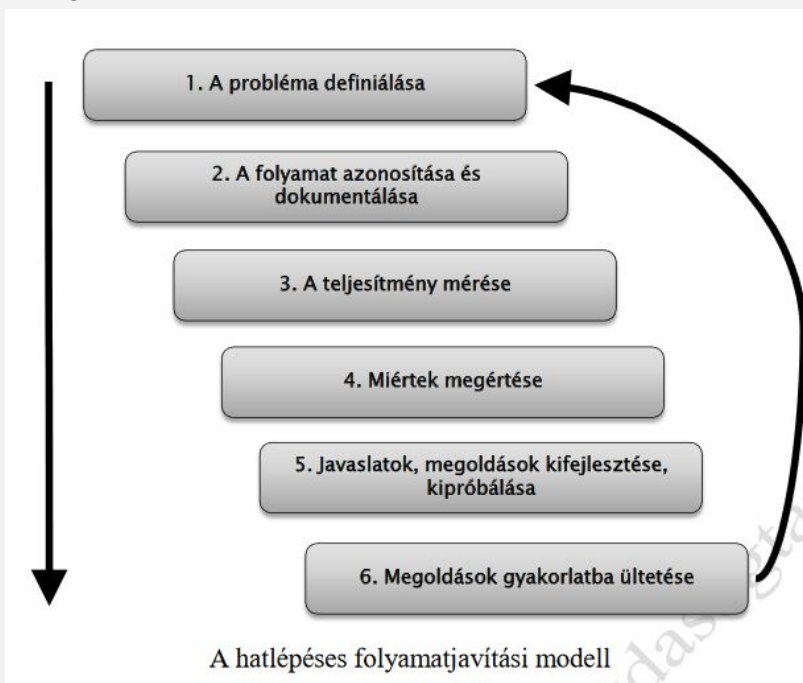 1. A probléma definiálása
2. A folyamat azonosítása és
dokumentálása
3. A teljesítmény mérése
4. Miértek megértése
5. Javaslatok, megoldások kifejlesztése,
kipróbálása
6. Megoldások gyakorlatba ültetése
A hatlépéses folyamatjavítási modell